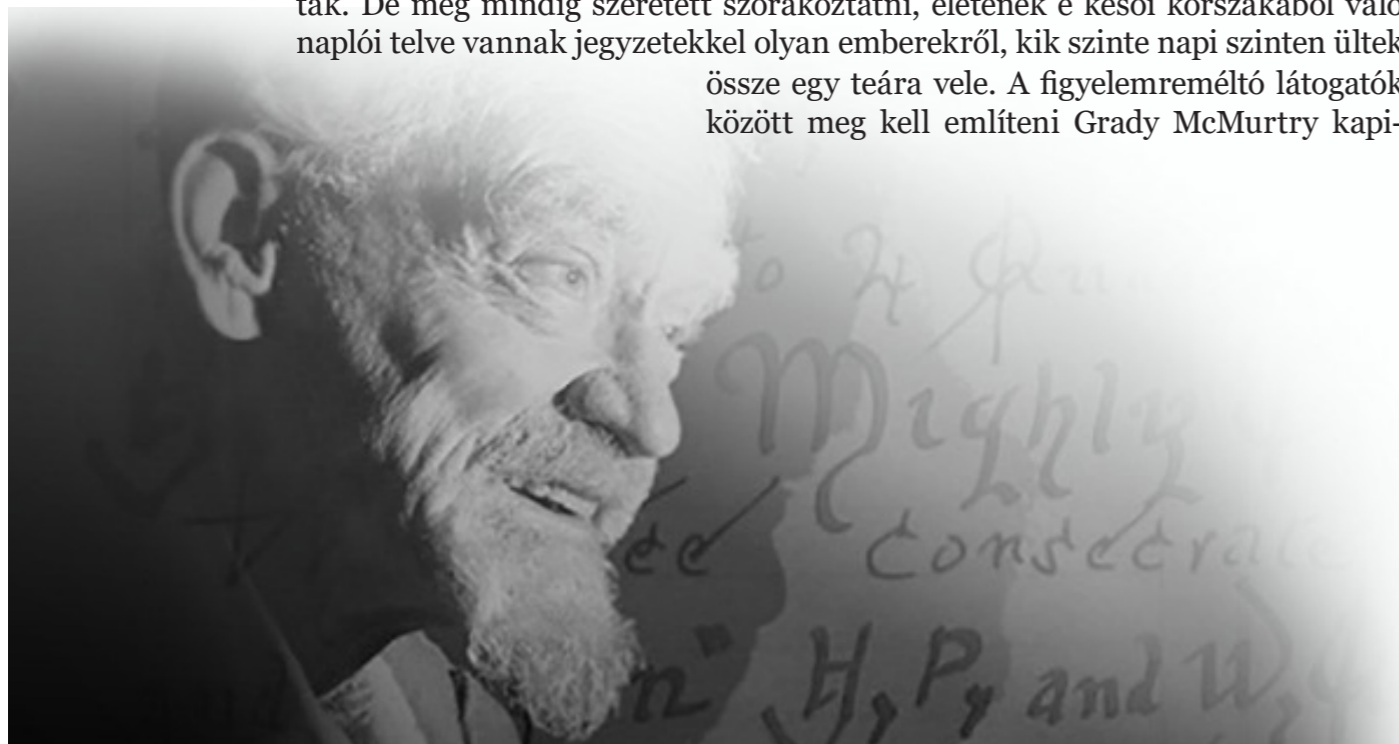 tak. De még mindig szeretett szórakoztatni, életének e késői korszakából való
naplói telve vannak jegyzetekkel olyan emberekről, kik szinte napi szinten ültek
össze egy teára vele. A figyelemreméltó látogatók
között meg kell említeni Grady McMurtry kapi-
Mighty
consecrate
H, P, and W,